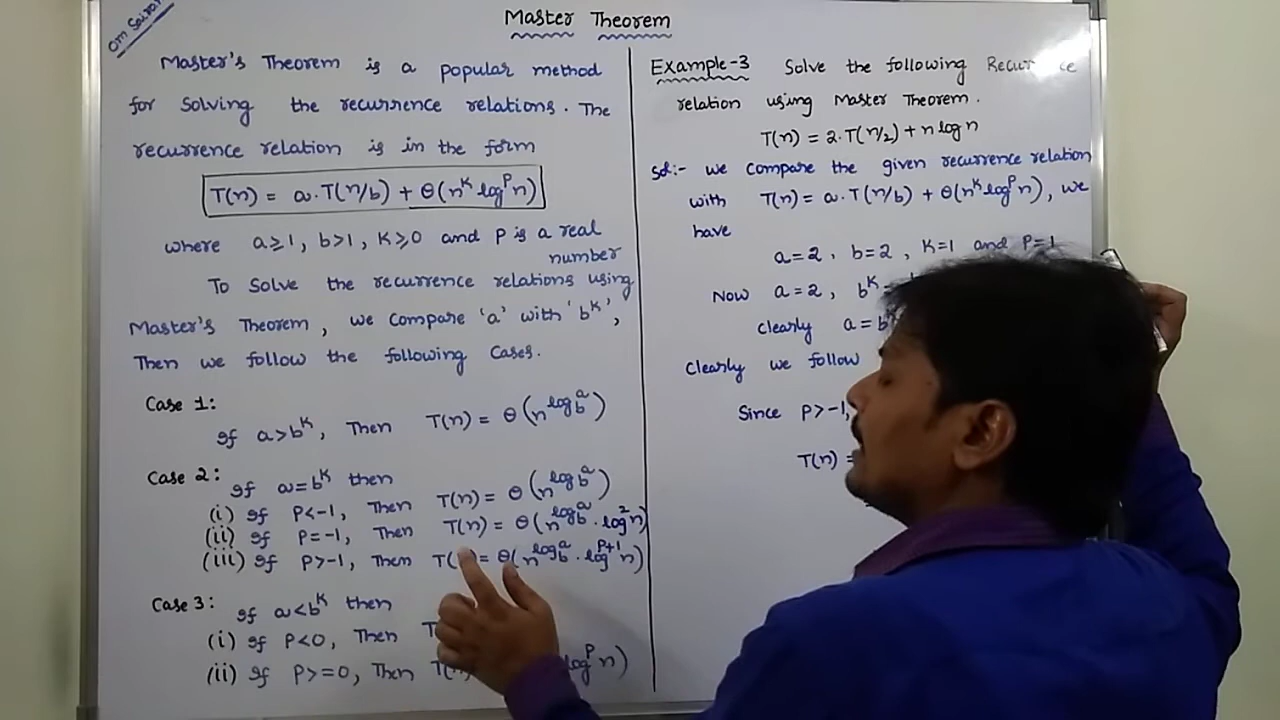 Om Sairam
Master Theorem
Master's Theorem is a popular method
for solving the recurrence relations. The
recurrence relation is in the form
T(n) = a.T(n/b) + θ(n^k log^p n)
where a≥1, b>1, k≥0 and P is a real
number
To Solve the recurrence relations using
Master's Theorem, we compare 'a' with 'b^k',
Then we follow the following Cases.
Case 1:
If a>b^k, Then T(n) = θ(n^log_b^a)
Case 2:
If a=b^k then
(i) If P<-1, Then T(n) = θ(n^log_b^a)
(ii) If P=-1, Then T(n) = θ(n^log_b^a . log^2 n)
(iii) If P>-1, Then T( = θ(n^log_b^a . log^p+1 n)
Case 3:
If a<b^k then
(i) If P<0, Then T
(ii) If P>=0, Then T(n) log^p n)
Example-3 Solve the following
relation using Master Theorem.
T(n) = 2.T(n/2) + n log n
Sol:- we compare the given recurrence relation
with T(n) = a.T(n/b) + θ(n^k log^p n), we
have
a=2, b=2, K=1 and P=1
Now a=2, b^k =
clearly a=b^k
Clearly we follow
Since P>-1,
T(n) =